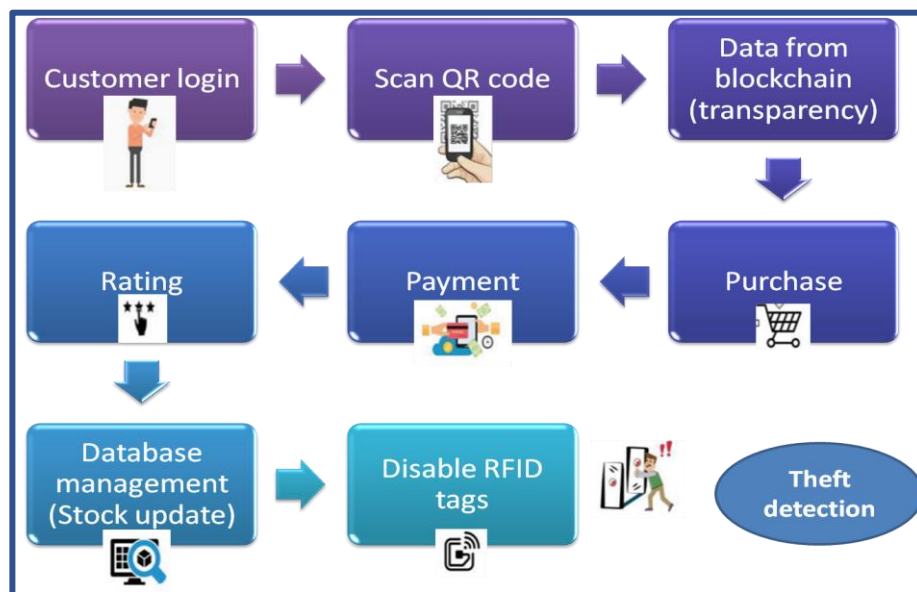 Customer login
Scan QR code
Data from
blockchain
(transparency)
Purchase
Payment
Rating
Database
management
(Stock update)
Disable RFID
tags
!!
Theft
detection